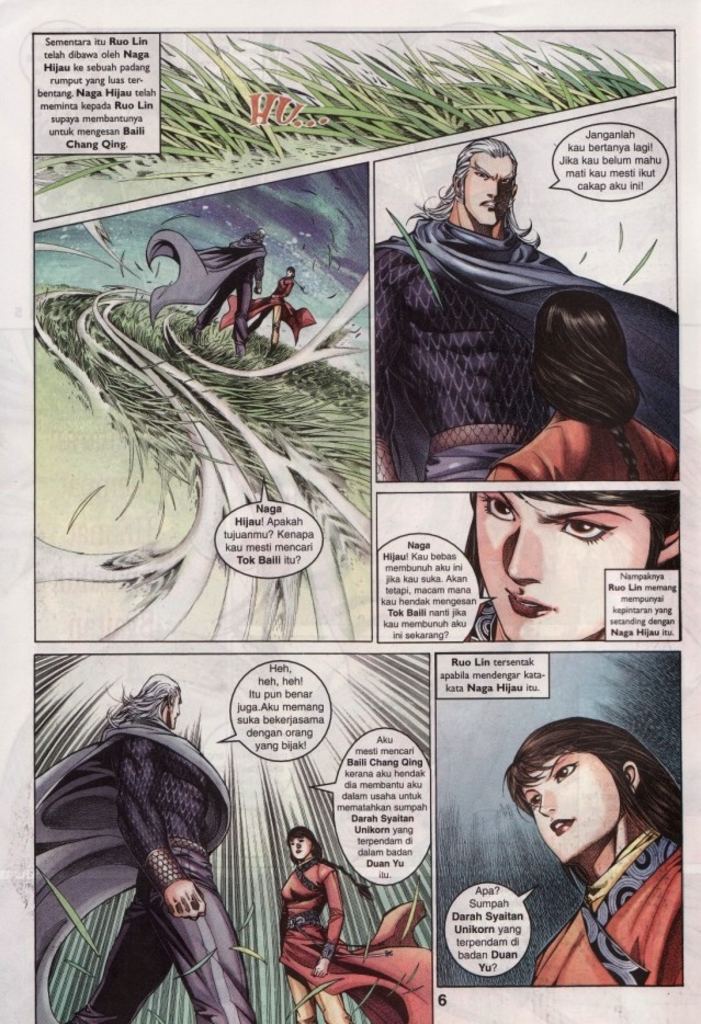 Sementara itu Ruo Lin
telah dibawa oleh Naga
Hijau ke sebuah padang
rumput yang luas ter-
bentang. Naga Hijau telah
meminta kepada Ruo Lin
supaya membantunya
untuk mengesan Baili
Chang Qing.
HU...
Janganlah
kau bertanya lagi!
Jika kau belum mahu
mati kau mesti ikut
cakap aku ini!
Naga
Hijau! Apakah
tujuanmu? Kenapa
kau mesti mencari
Tok Baili itu?
Naga
Hijau! Kau bebas
membunuh aku ini
jika kau suka. Akan
tetapi, macam mana
kau hendak mengesan
Tok Baili nanti jika
kau membunuh aku
ini sekarang?
Nampaknya
Ruo Lin memang
mempunyai
kepintaran yang
setanding dengan
Naga Hijau itu.
Heh,
heh, heh!
Itu pun benar
juga.Aku memang
suka bekerjasama
dengan orang
yang bijak!
Aku
mesti mencari
Baili Chang Qing
kerana aku hendak
dia membantu aku
dalam usaha untuk
mematahkan sumpah
Darah Syaitan
Unikorn yang
terpendam di
dalam badan
Duan Yu
itu.
Ruo Lin tersentak
apabila mendengar kata-
kata Naga Hijau itu.
Apa?
Sumpah
Darah Syaitan
Unikorn yang
terpendam di
badan Duan
Yu?
6